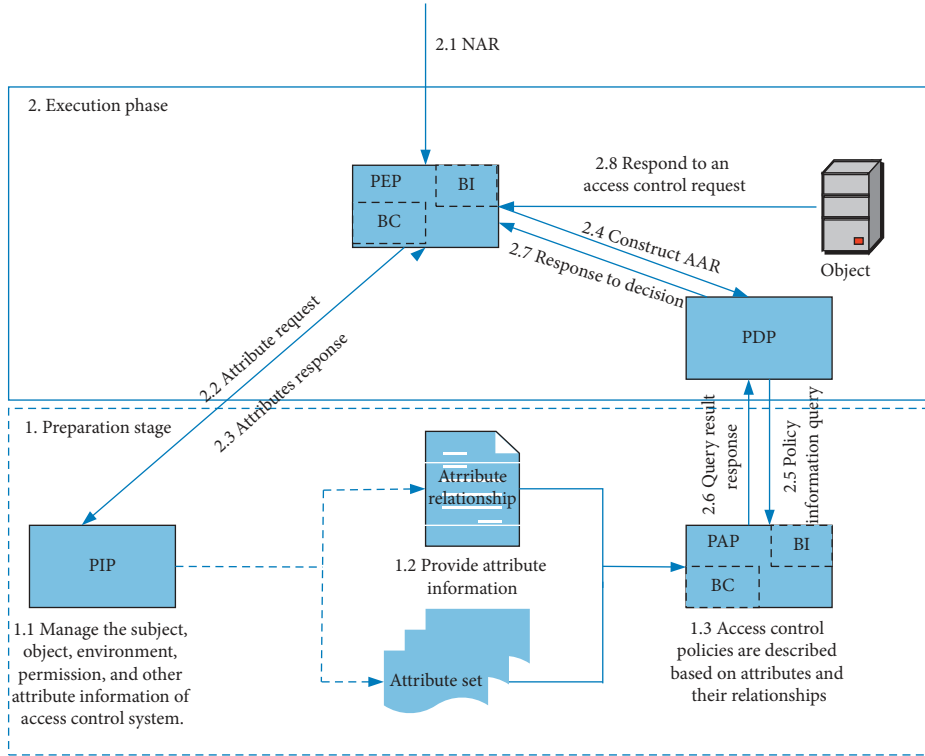 2.1 NAR
2. Execution phase
PEP
BI
BC
2.8 Respond to an
access control request
Object
2.4 Construct AAR
2.7 Response to decision
PDP
2.2 Attribute request
2.3 Attributes response
1. Preparation stage
2.6 Query result
response
2.5 Policy
information query
Atrribute
relationship
PIP
1.2 Provide attribute
information
PAP
BI
BC
1.1 Manage the subject,
object, environment,
permission, and other
attribute information of
access control system.
Attribute set
1.3 Access control
policies are described
based on attributes and
their relationships